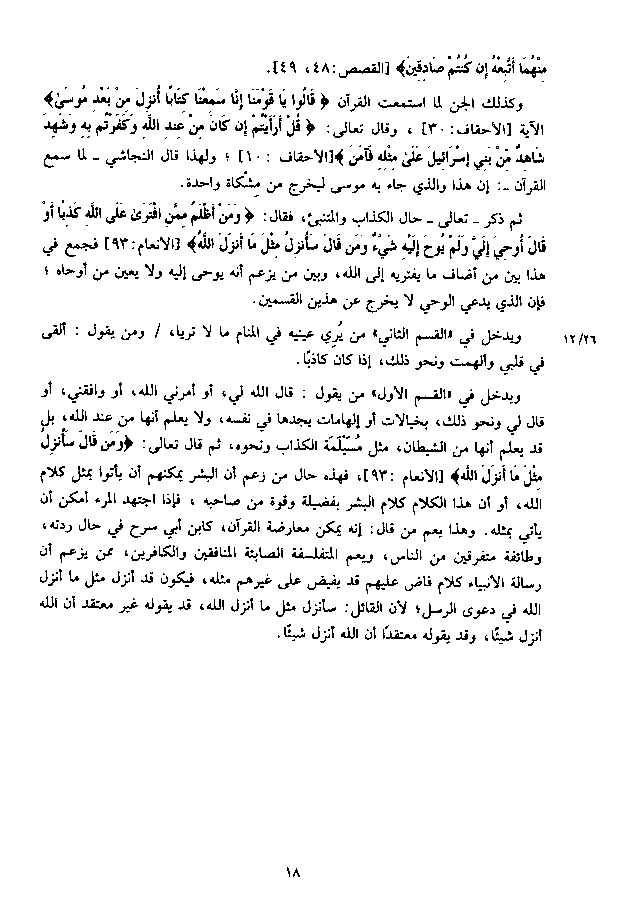 مِنْهُمَا أَتَّبِعْهُ إِن كُنتُمْ صَادِقِينَ﴾ [القصص:٤٨، ٤٩].
وكذلك الجن لما استمعت القرآن ﴿ قَالُوا يَا قَوْمَنَا إِنَّا سَمِعْنَا كِتَابًا أُنزِلَ مِنْ بَعْدِ مُوسَىٰ﴾
الآية [الأحقاف:٣٠] ، وقال تعالى: ﴿ قُلْ أَرَأَيْتُمْ إِن كَانَ مِنْ عِندِ اللَّهِ وَكَفَرْتُم بِهِ وَشَهِدَ
شَاهِدٌ مِّنْ بَنِي إِسْرَائِيلَ عَلَىٰ مِثْلِهِ فَآمَنَ ﴾[الأحقاف : ١٠] ؛ ولهذا قال النجاشي ـ لما سمع
القرآن ـ: إن هذا والذي جاء به موسى ليخرج من مِشْكاة واحدة.
ثم ذكر ـ تعالى ـ حال الكذاب والمتنبئ، فقال: ﴿ وَمَنْ أَظْلَمُ مِمَّنِ افْتَرَىٰ عَلَى اللَّهِ كَذِبًا أَوْ
قَالَ أُوحِيَ إِلَيَّ وَلَمْ يُوحَ إِلَيْهِ شَيْءٌ وَمَن قَالَ سَأُنزِلُ مِثْلَ مَا أَنزَلَ اللَّهُ﴾ [الأنعام:٩٣] فجمع في
هذا بين من أضاف ما يفتريه إلى الله، وبين من يزعم أنه يوحى إليه ولا يعين من أوحاه ؛
فإن الذي يدعي الوحي لا يخرج عن هذين القسمين.
١٢/٢٦ ويدخل في «القسم الثاني» من يُرِي عينيه في المنام ما لا تريا، / ومن يقول : ألقى
في قلبي وألهمت ونحو ذلك، إذا كان كاذبًا.
ويدخل في «القسم الأول» من يقول : قال الله لي، أو أمرني الله، أو وافقني، أو
قال لي ونحو ذلك، بخيالات أو إلهامات يجدها في نفسه، ولا يعلم أنها من عند الله، بل
قد يعلم أنها من الشيطان، مثل مُسَيْلَمة الكذاب ونحوه، ثم قال تعالى: ﴿وَمَن قَالَ سَأُنزِلُ
مِثْلَ مَا أَنزَلَ اللَّهُ﴾ [الأنعام :٩٣]، فهذه حال من زعم أن البشر يمكنهم أن يأتوا بمثل كلام
الله، أو أن هذا الكلام كلام البشر بفضيلة وقوة من صاحبه ، فإذا اجتهد المرء أمكن أن
يأتي بمثله. وهذا يعم من قال: إنه يمكن معارضة القرآن، كابن أبي سرح في حال ردته،
وطائفة متفرقين من الناس، ويعم المتفلسفة الصابئة المنافقين والكافرين، ممن يزعم أن
رسالة الأنبياء كلام فاض عليهم قد يفيض على غيرهم مثله، فيكون قد أنزل مثل ما أنزل
الله في دعوى الرسل؛ لأن القائل: سأنزل مثل ما أنزل الله، قد يقوله غير معتقد أن الله
أنزل شيئًا، وقد يقوله معتقدًا أن الله أنزل شيئًا.
١٨